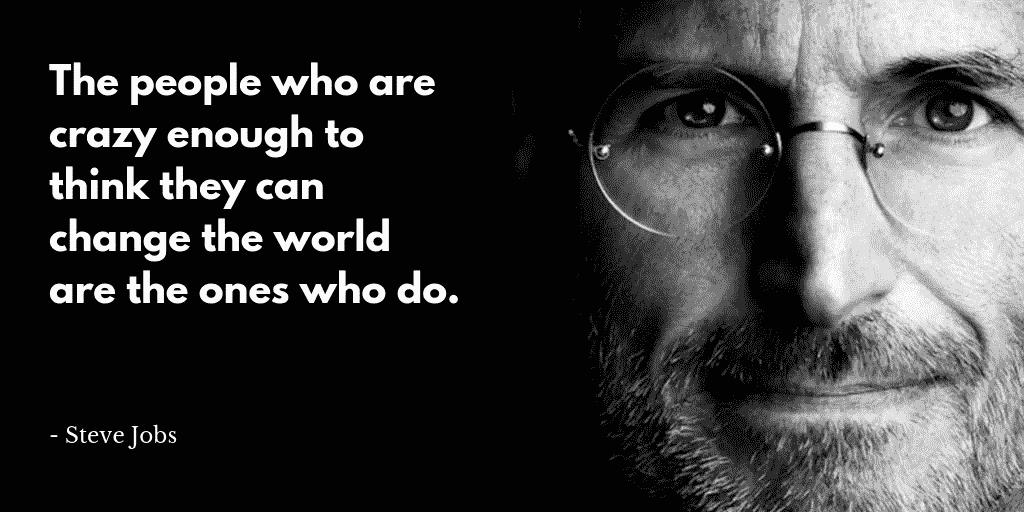 The people who are
crazy enough to
think they can
change the world
are the ones who do.
- Steve Jobs